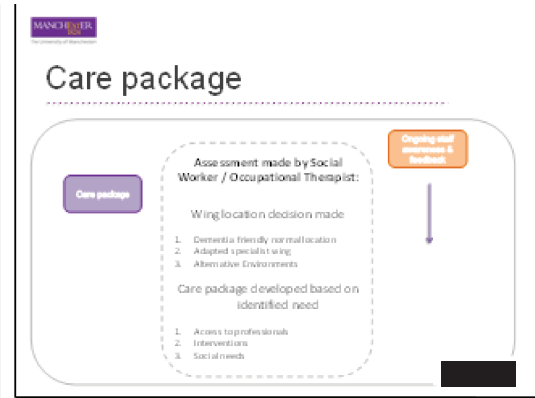 MANCHESTER
1824
The University of Manchester
Care package
Ongoing staff
awareness &
feedback
Assessment made by Social
Worker / Occupational Therapist:
Care package
Wing location decision made
1. Dementia friendly normal location
2. Adapted specialist wing
3. Alternative Environments
Care package developed based on
identified need
1. Access to professionals
2. Interventions
3. Social needs